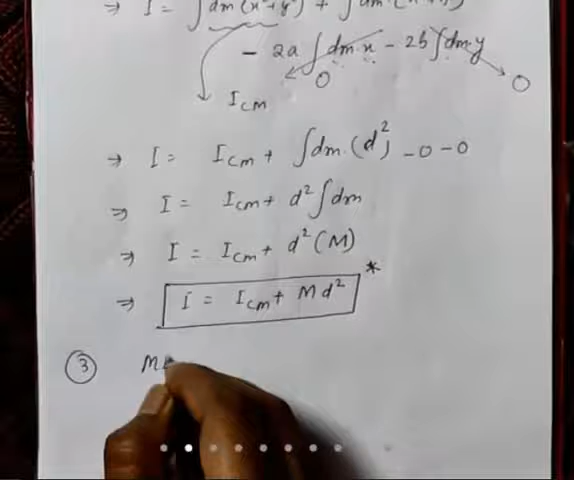 ⇒ I = ∫dm(x²+y²) + ∫dm
- 2a ∫dm x - 2b ∫dm y
0
0
I_cm
⇒ I = I_cm + ∫dm.(d²) -0-0
⇒ I = I_cm + d² ∫dm
⇒ I = I_cm + d² (M)
⇒ I = I_cm + Md² *
③ M